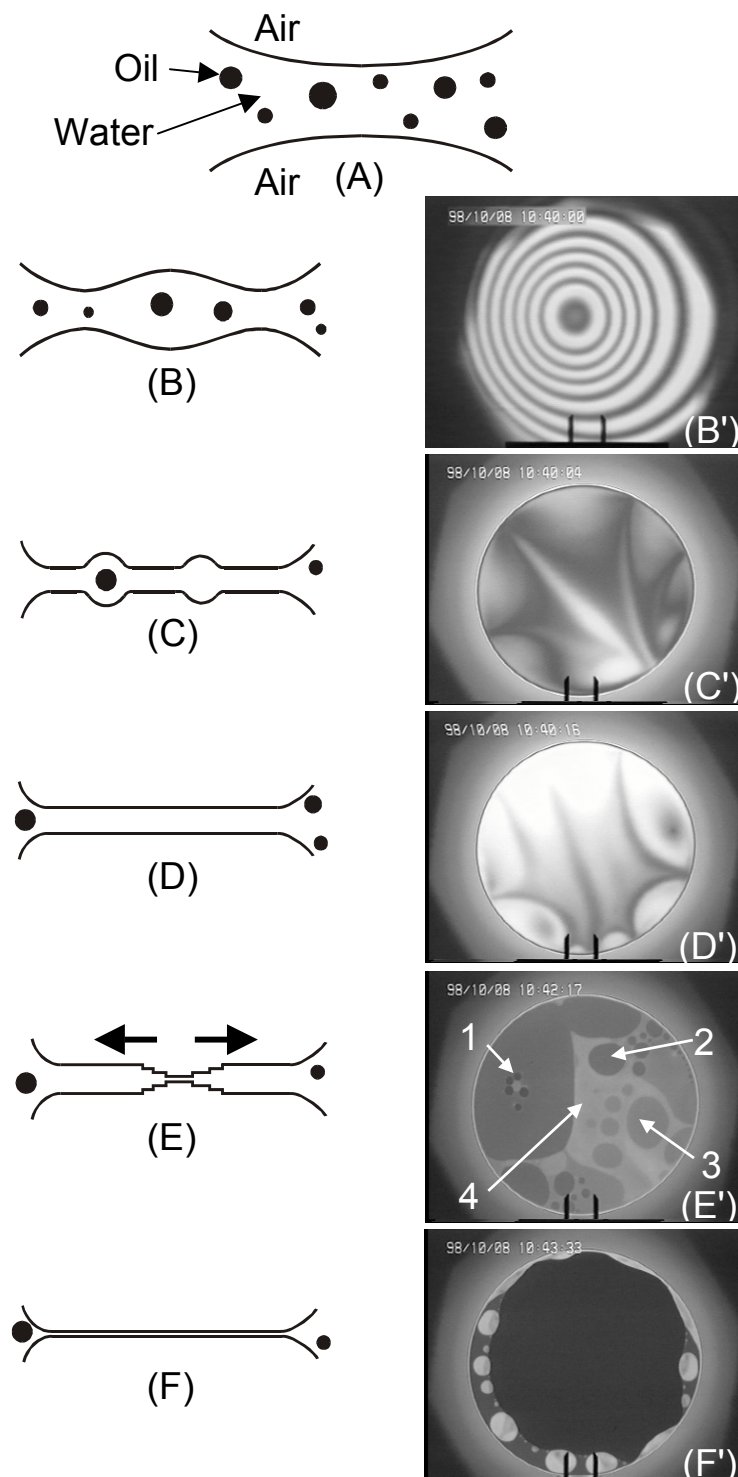 Air
Oil
Water
Air (A)
98/10/08 10:40:00
(B)
(B')
98/10/08 10:40:04
(C)
(C')
98/10/08 10:40:16
(D)
(D')
98/10/08 10:42:17
1
2
(E)
4
3
(E')
98/10/08 10:43:33
(F)
(F')